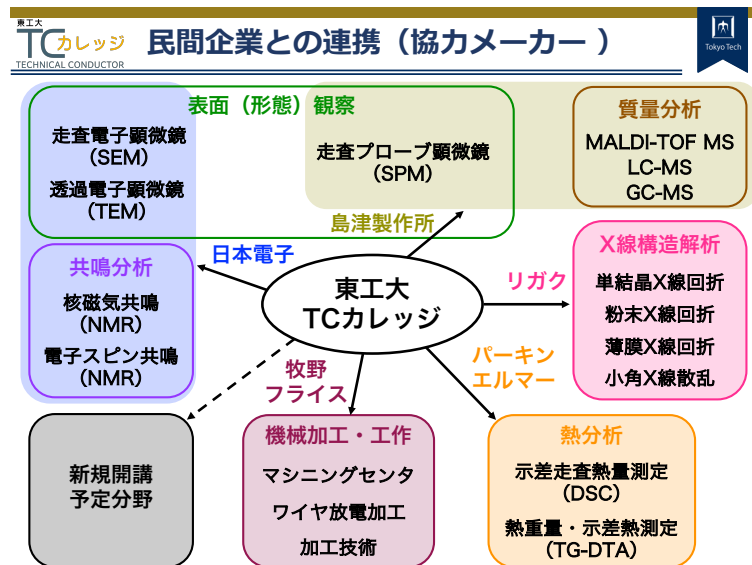 東工大
TCカレッジ
TECHNICAL CONDUCTOR
民間企業との連携（協力メーカー ）
Tokyo Tech
表面（形態）観察
走査電子顕微鏡
(SEM)
透過電子顕微鏡
(TEM)
走査プローブ顕微鏡
(SPM)
質量分析
MALDI-TOF MS
LC-MS
GC-MS
島津製作所
日本電子
共鳴分析
核磁気共鳴
(NMR)
電子スピン共鳴
(NMR)
東工大
TCカレッジ
リガク
X線構造解析
単結晶X線回折
粉末X線回折
薄膜X線回折
小角X線散乱
牧野
フライス
パーキン
エルマー
新規開講
予定分野
機械加工・工作
マシニングセンタ
ワイヤ放電加工
加工技術
熱分析
示差走査熱量測定
(DSC)
熱重量・示差熱測定
(TG-DTA)